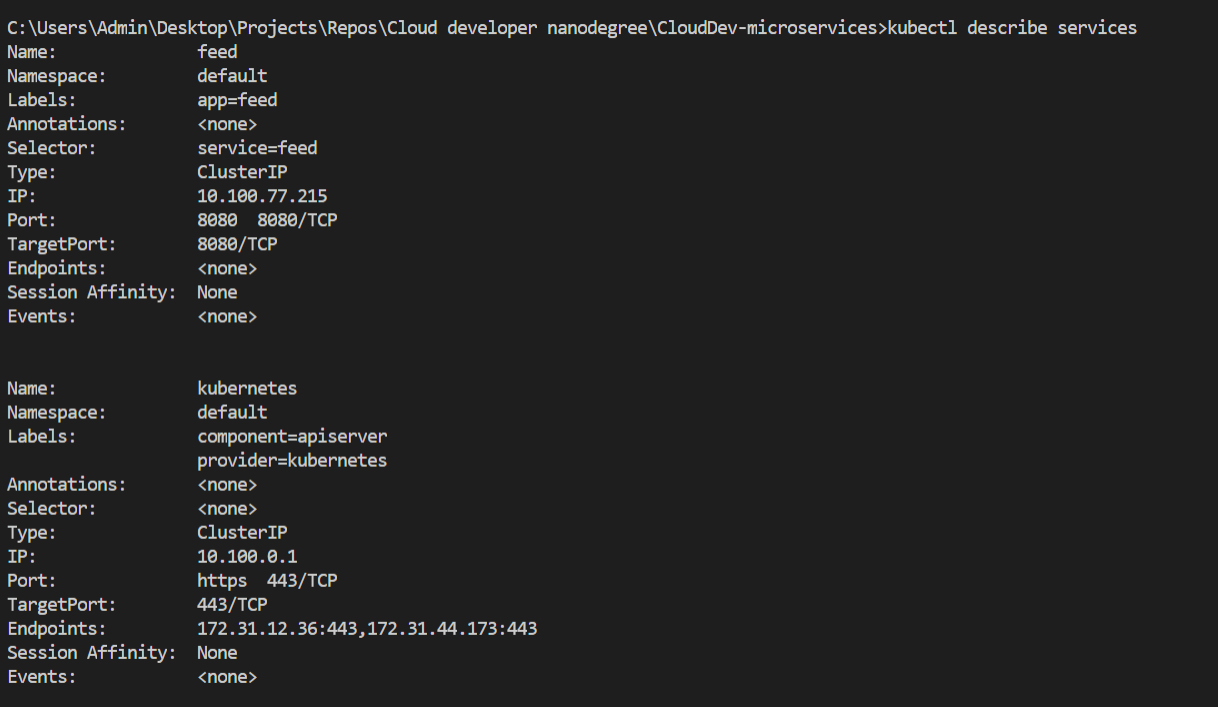 C:\Users\Admin\Desktop\Projects\Repos\Cloud developer nanodegree\CloudDev-microservices>kubectl describe services
Name:              feed
Namespace:         default
Labels:            app=feed
Annotations:       <none>
Selector:          service=feed
Type:              ClusterIP
IP:                10.100.77.215
Port:              8080  8080/TCP
TargetPort:        8080/TCP
Endpoints:         <none>
Session Affinity:  None
Events:            <none>

Name:              kubernetes
Namespace:         default
Labels:            component=apiserver
                   provider=kubernetes
Annotations:       <none>
Selector:          <none>
Type:              ClusterIP
IP:                10.100.0.1
Port:              https  443/TCP
TargetPort:        443/TCP
Endpoints:         172.31.12.36:443,172.31.44.173:443
Session Affinity:  None
Events:            <none>